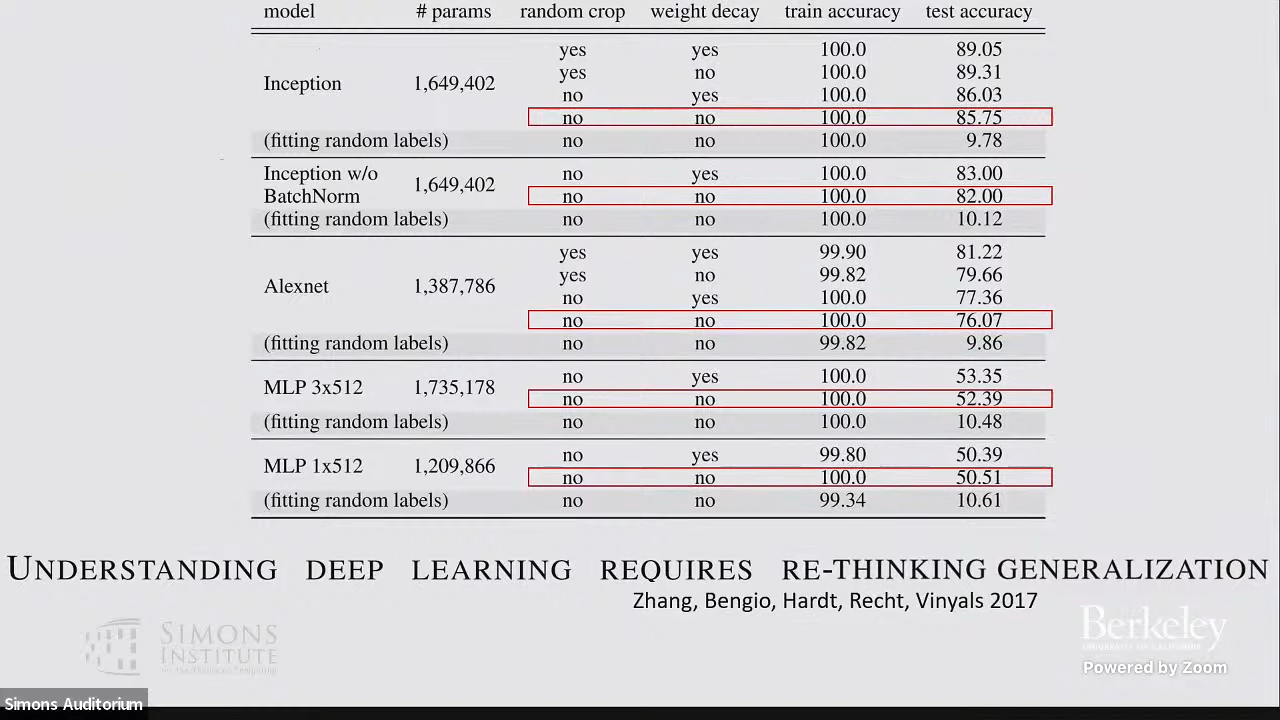 model # params random crop weight decay train accuracy test accuracy
yes yes 100.0 89.05
yes no 100.0 89.31
Inception 1,649,402
no yes 100.0 86.03
no no 100.0 85.75
(fitting random labels) no no 100.0 9.78
Inception w/o no yes 100.0 83.00
1,649,402
BatchNorm no no 100.0 82.00
(fitting random labels) no no 100.0 10.12
yes yes 99.90 81.22
yes no 99.82 79.66
Alexnet 1,387,786
no yes 100.0 77.36
no no 100.0 76.07
(fitting random labels) no no 99.82 9.86
no yes 100.0 53.35
MLP 3x512 1,735,178
no no 100.0 52.39
(fitting random labels) no no 100.0 10.48
no yes 99.80 50.39
MLP 1x512 1,209,866
no no 100.0 50.51
(fitting random labels) no no 99.34 10.61
UNDERSTANDING DEEP LEARNING REQUIRES RE-THINKING GENERALIZATION
Zhang, Bengio, Hardt, Recht, Vinyals 2017
SIMONS
INSTITUTE
Berkeley
UNIVERSITY OF CALIFORNIA
Powered by Zoom
Simons Auditorium